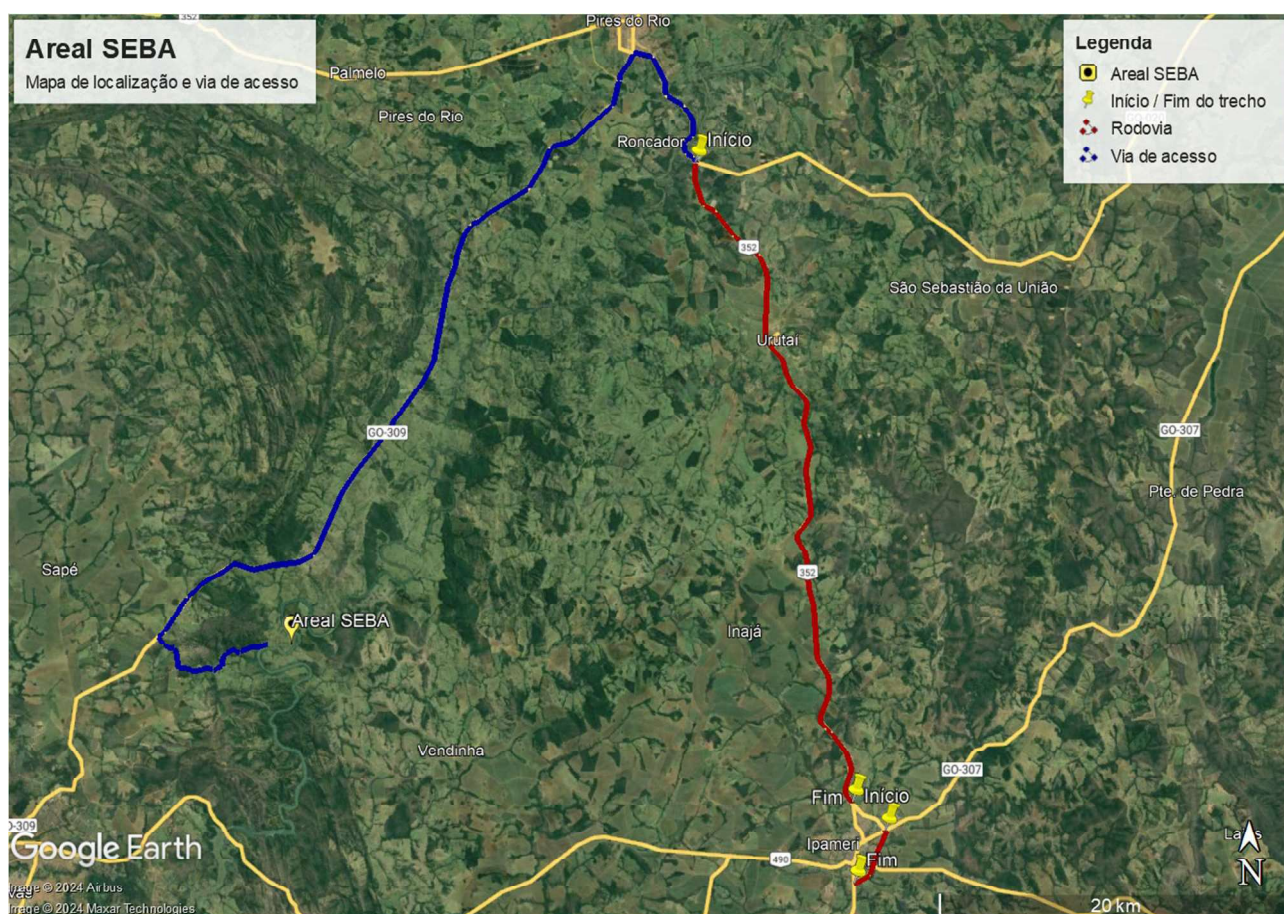 352
Pires do Rio
Areal SEBA
Mapa de localização e via de acesso
Palmelo
Pires do Rio
Legenda
Areal SEBA
Início / Fim do trecho
Rodovia
Via de acesso
Roncador
Início
352
São Sebastião da União
Urutaí
GO-309
GO-307
Pte. de Pedra
Sapé
352
Areal SEBA
Inajá
Vendinha
GO-307
Fim
Início
Ipameri
490
Fim
Google Earth
Image © 2024 Airbus
Image © 2024 Maxar Technologies
N
20 km